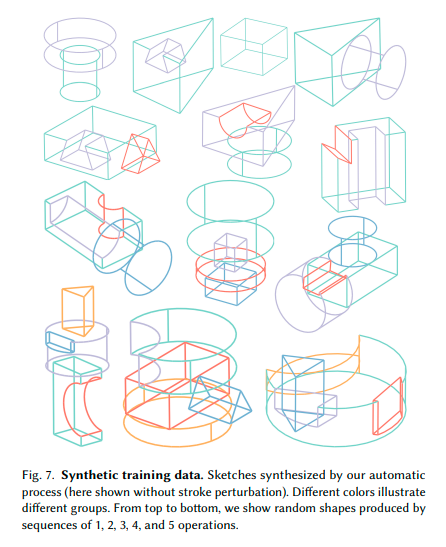 Fig. 7. Synthetic training data. Sketches synthesized by our automatic
process (here shown without stroke perturbation). Different colors illustrate
different groups. From top to bottom, we show random shapes produced by
sequences of 1, 2, 3, 4, and 5 operations.